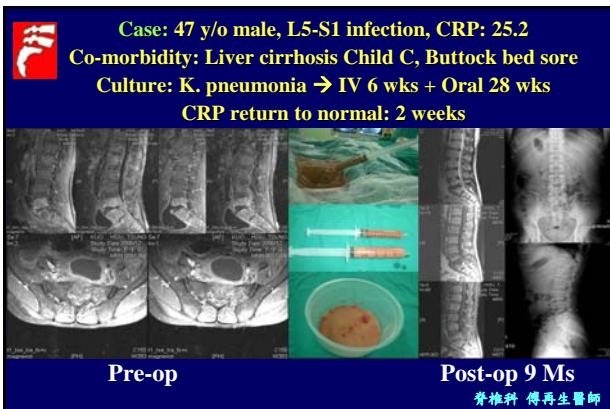 Case: 47 y/o male, L5-S1 infection, CRP: 25.2
Co-morbidity: Liver cirrhosis Child C, Buttock bed sore
Culture: K. pneumonia → IV 6 wks + Oral 28 wks
CRP return to normal: 2 weeks
Pre-op
Post-op 9 Ms
脊椎科 傅再生醫師